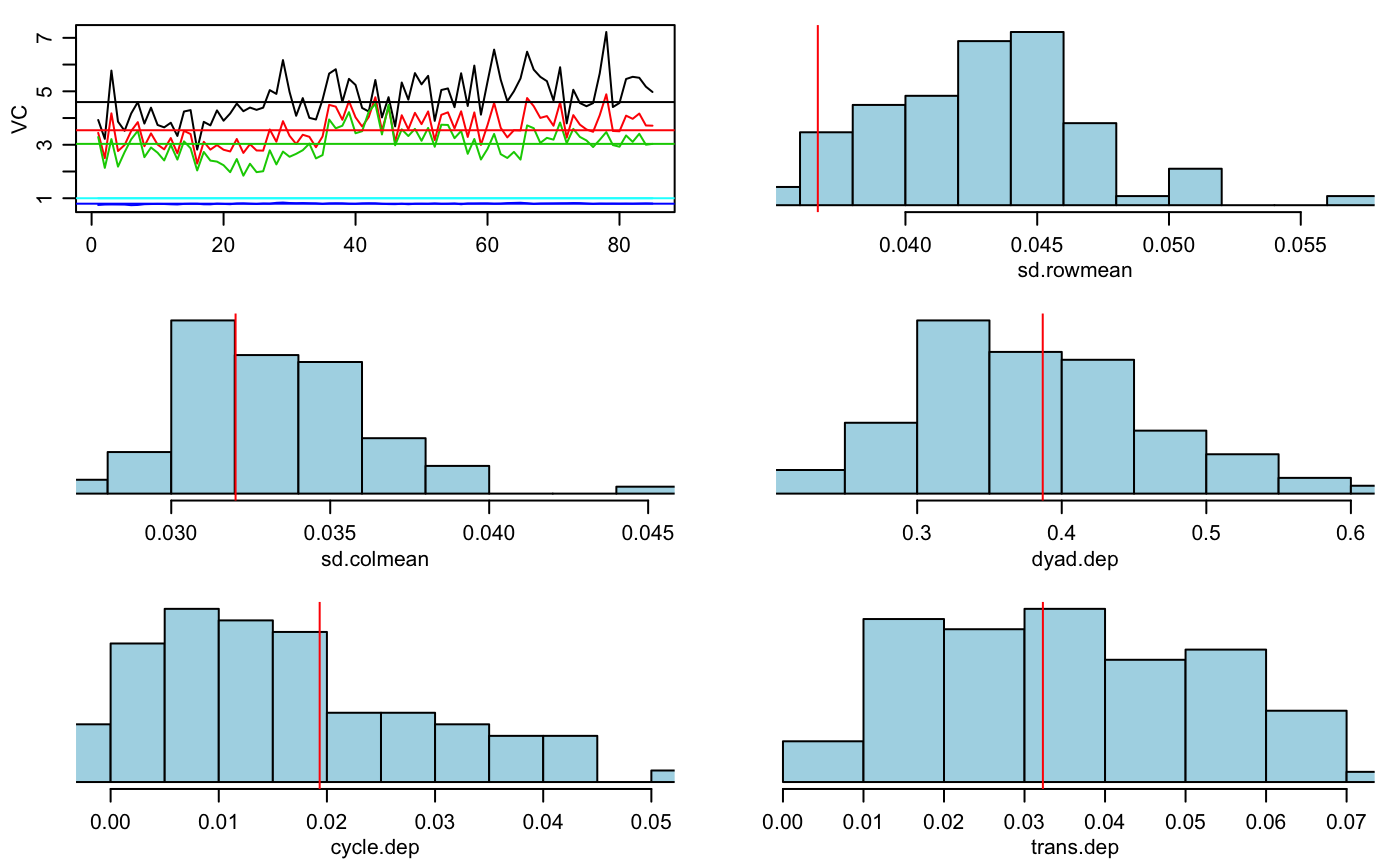 VC
7
5
3
1
0 20 40 60 80
0.040 0.045 0.050 0.055
sd.rowmean
0.030 0.035 0.040 0.045
sd.colmean
0.3 0.4 0.5 0.6
dyad.dep
0.00 0.01 0.02 0.03 0.04 0.05
cycle.dep
0.00 0.01 0.02 0.03 0.04 0.05 0.06 0.07
trans.dep